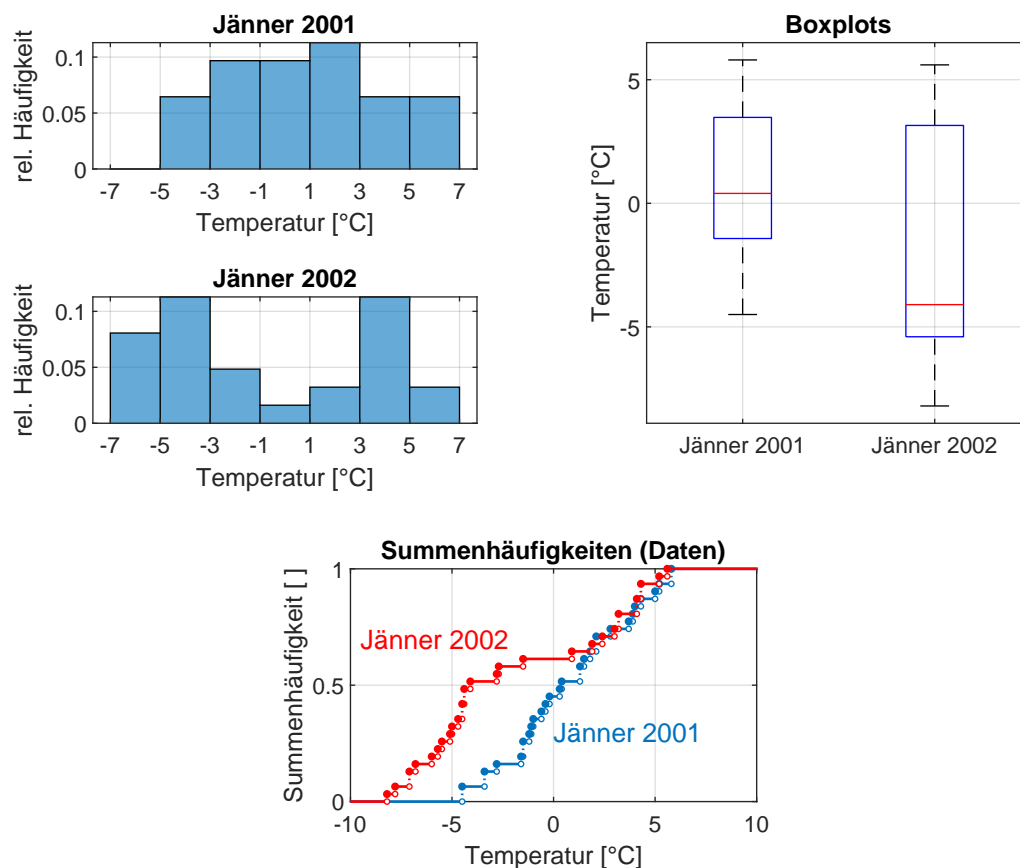 Jänner 2001
rel. Häufigkeit
0.1
0.05
0
-7 -5 -3 -1 1 3 5 7
Temperatur [°C]
Jänner 2002
rel. Häufigkeit
0.1
0.05
0
-7 -5 -3 -1 1 3 5 7
Temperatur [°C]
Boxplots
Temperatur [°C]
5
0
-5
Jänner 2001 Jänner 2002
Summenhäufigkeiten (Daten)
Summenhäufigkeit [ ]
1
0.5
0
Jänner 2002
Jänner 2001
-10 -5 0 5 10
Temperatur [°C]